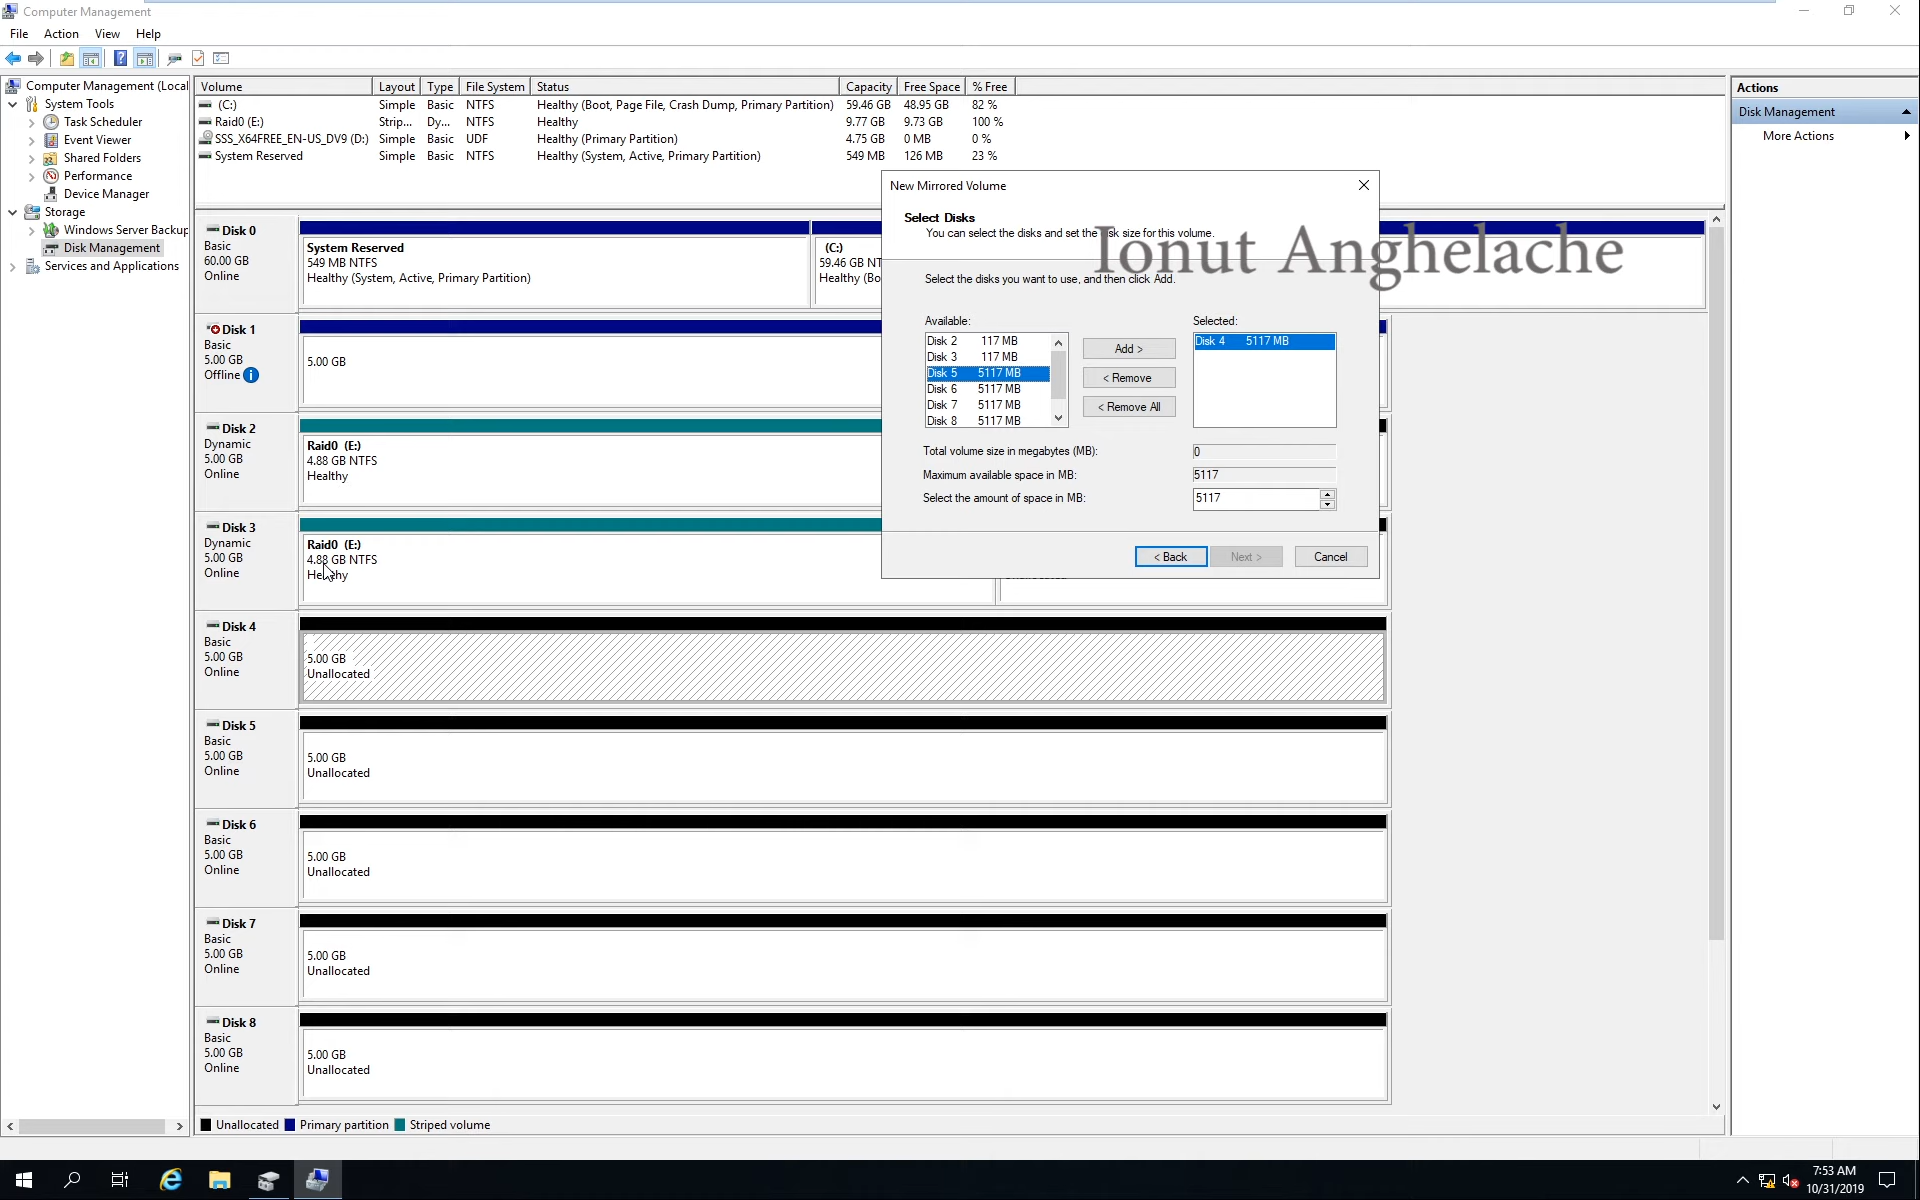 Computer Management
File Action View Help
Computer Management (Local
System Tools
Task Scheduler
Event Viewer
Shared Folders
Performance
Device Manager
Storage
Windows Server Backup
Disk Management
Services and Applications
Volume Layout Type File System Status Capacity Free Space % Free
(C:) Simple Basic NTFS Healthy (Boot, Page File, Crash Dump, Primary Partition) 59.46 GB 48.95 GB 82 %
Raid0 (E:) Strip... Dy... NTFS Healthy 9.77 GB 9.73 GB 100 %
SSS_X64FREE_EN-US_DV9 (D:) Simple Basic UDF Healthy (Primary Partition) 4.75 GB 0 MB 0 %
System Reserved Simple Basic NTFS Healthy (System, Active, Primary Partition) 549 MB 126 MB 23 %
Disk 0
Basic
60.00 GB
Online
System Reserved
549 MB NTFS
Healthy (System, Active, Primary Partition)
(C:)
59.46 GB NT
Healthy (Bo
Disk 1
Basic
5.00 GB
Offline
5.00 GB
Disk 2
Dynamic
5.00 GB
Online
Raid0 (E:)
4.88 GB NTFS
Healthy
Disk 3
Dynamic
5.00 GB
Online
Raid0 (E:)
4.88 GB NTFS
Healthy
Disk 4
Basic
5.00 GB
Online
5.00 GB
Unallocated
Disk 5
Basic
5.00 GB
Online
5.00 GB
Unallocated
Disk 6
Basic
5.00 GB
Online
5.00 GB
Unallocated
Disk 7
Basic
5.00 GB
Online
5.00 GB
Unallocated
Disk 8
Basic
5.00 GB
Online
5.00 GB
Unallocated
Unallocated Primary partition Striped volume
New Mirrored Volume
Select Disks
You can select the disks and set the disk size for this volume.
Ionut Anghelache
Select the disks you want to use, and then click Add.
Available:
Disk 2 117 MB
Disk 3 117 MB
Disk 5 5117 MB
Disk 6 5117 MB
Disk 7 5117 MB
Disk 8 5117 MB
Add >
< Remove
< Remove All
Selected:
Disk 4 5117 MB
Total volume size in megabytes (MB): 0
Maximum available space in MB: 5117
Select the amount of space in MB: 5117
< Back Next > Cancel
Actions
Disk Management
More Actions
7:53 AM
10/31/2019